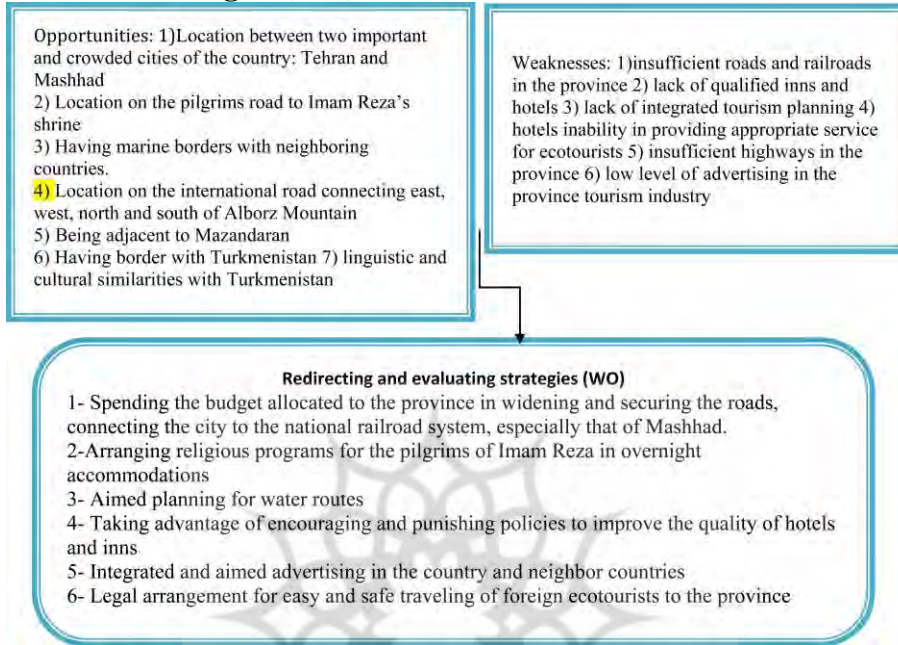 Opportunities: 1)Location between two important
and crowded cities of the country: Tehran and
Mashhad
2) Location on the pilgrims road to Imam Reza's
shrine
3) Having marine borders with neighboring
countries.
4) Location on the international road connecting east,
west, north and south of Alborz Mountain
5) Being adjacent to Mazandaran
6) Having border with Turkmenistan 7) linguistic and
cultural similarities with Turkmenistan
Weaknesses: 1)insufficient roads and railroads
in the province 2) lack of qualified inns and
hotels 3) lack of integrated tourism planning 4)
hotels inability in providing appropriate service
for ecotourists 5) insufficient highways in the
province 6) low level of advertising in the
province tourism industry
Redirecting and evaluating strategies (WO)
1- Spending the budget allocated to the province in widening and securing the roads,
connecting the city to the national railroad system, especially that of Mashhad.
2-Arranging religious programs for the pilgrims of Imam Reza in overnight
accommodations
3- Aimed planning for water routes
4- Taking advantage of encouraging and punishing policies to improve the quality of hotels
and inns
5- Integrated and aimed advertising in the country and neighbor countries
6- Legal arrangement for easy and safe traveling of foreign ecotourists to the province